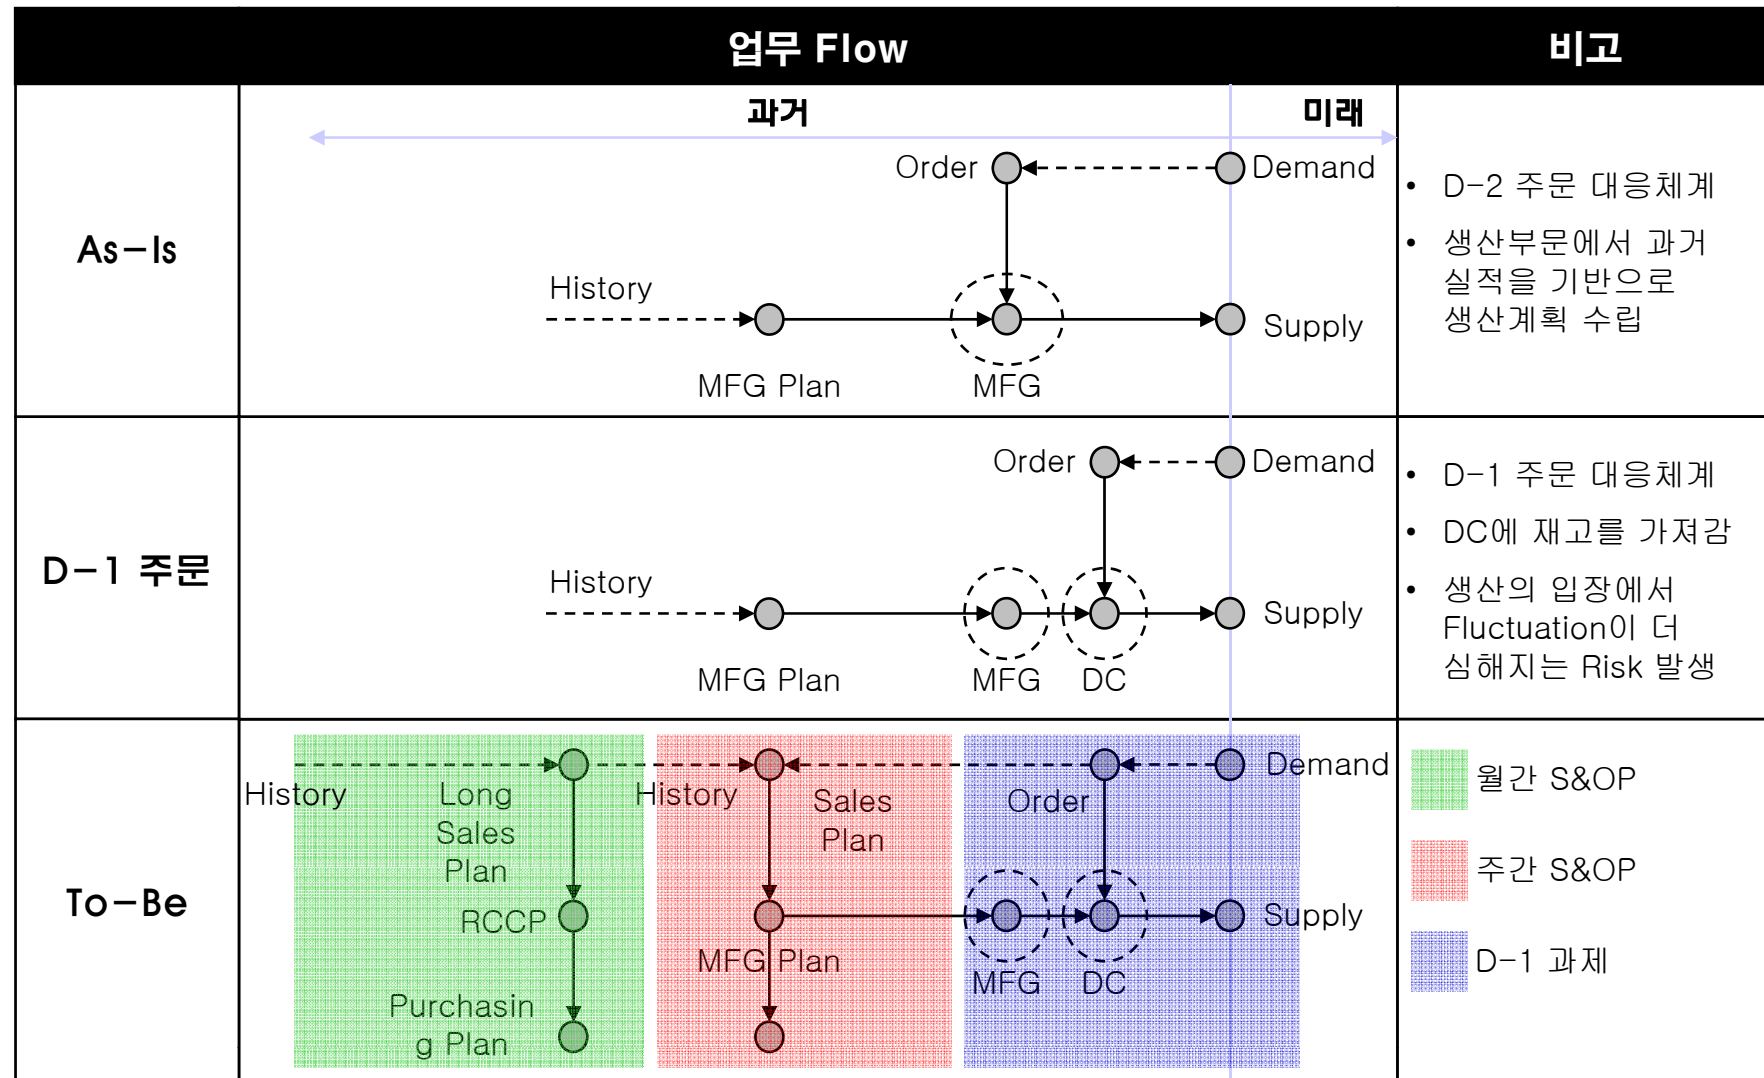 업무 Flow
비고
과거
미래
As-Is
Order
Demand
History
MFG Plan
MFG
Supply
• D-2 주문 대응체계
• 생산부문에서 과거
실적을 기반으로
생산계획 수립
D-1 주문
Order
Demand
History
MFG Plan
MFG
DC
Supply
• D-1 주문 대응체계
• DC에 재고를 가져감
• 생산의 입장에서
Fluctuation이 더
심해지는 Risk 발생
To-Be
History
Long
Sales
Plan
RCCP
Purchasin
g Plan
History
Sales
Plan
MFG Plan
Order
Demand
MFG
DC
Supply
월간 S&OP
주간 S&OP
D-1 과제